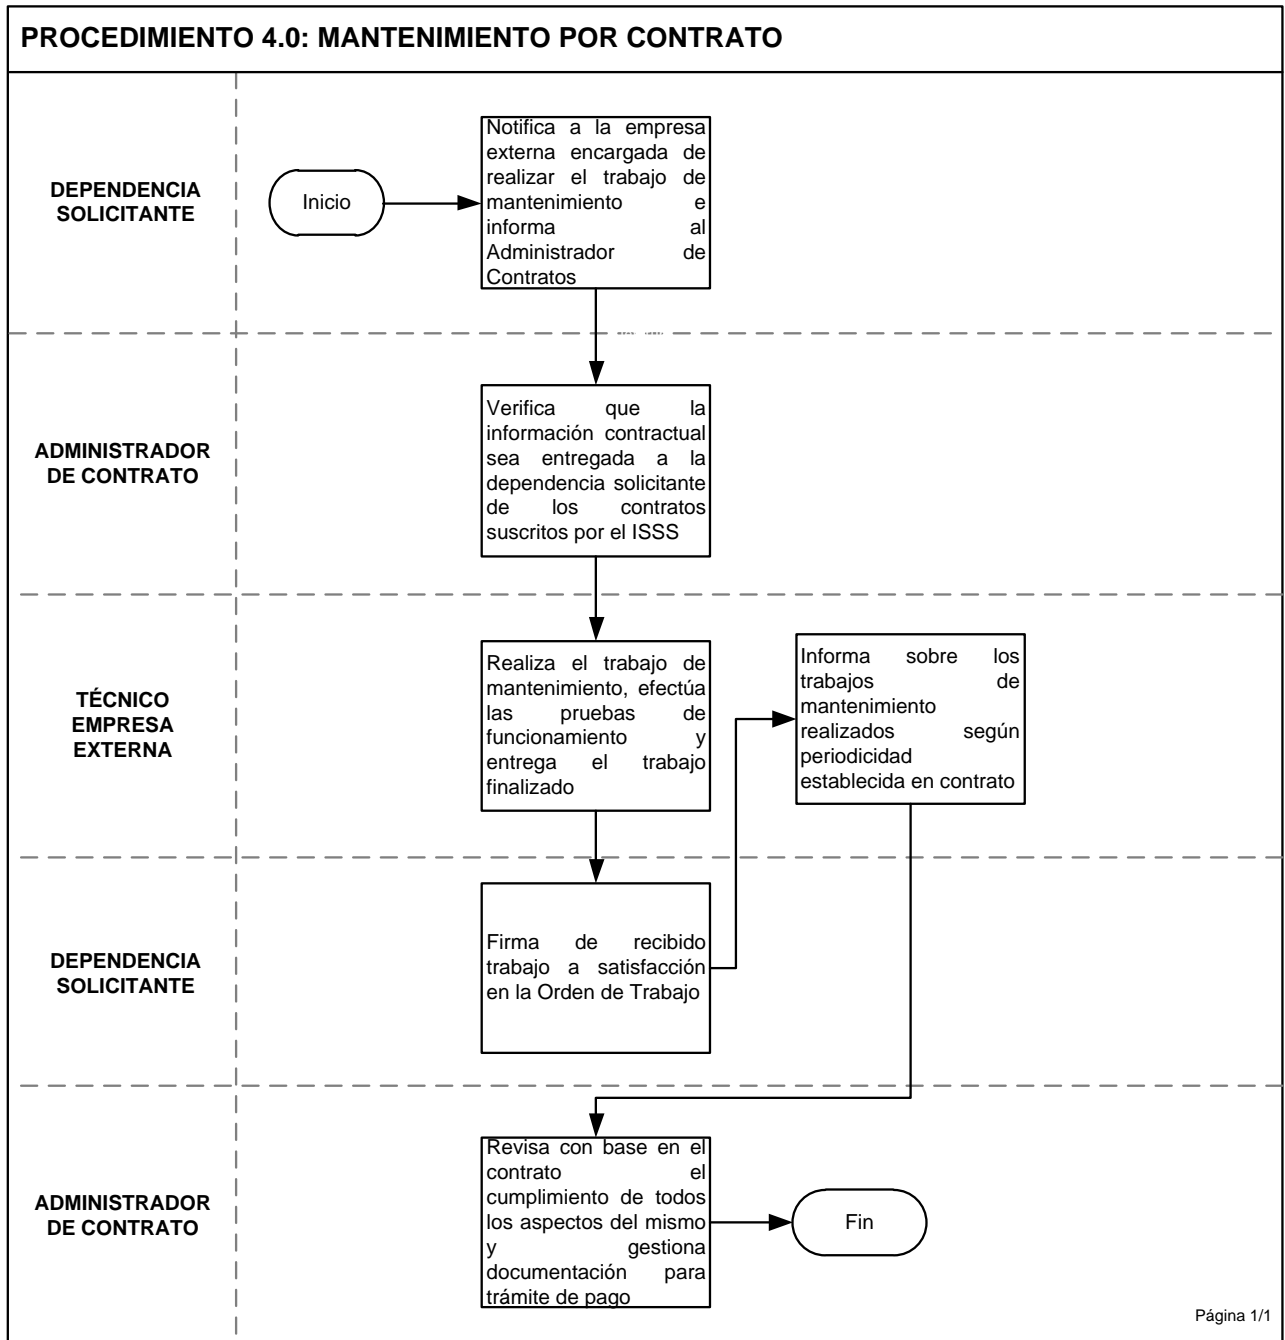 PROCEDIMIENTO 4.0: MANTENIMIENTO POR CONTRATO
DEPENDENCIA
SOLICITANTE
Inicio
Notifica a la empresa
externa encargada de
realizar el trabajo de
mantenimiento e
informa al
Administrador de
Contratos
ADMINISTRADOR
DE CONTRATO
Verifica que la
información contractual
sea entregada a la
dependencia solicitante
de los contratos
suscritos por el ISSS
TÉCNICO
EMPRESA
EXTERNA
Realiza el trabajo de
mantenimiento, efectúa
las pruebas de
funcionamiento y
entrega el trabajo
finalizado
Informa sobre los
trabajos de
mantenimiento
realizados según
periodicidad
establecida en contrato
DEPENDENCIA
SOLICITANTE
Firma de recibido
trabajo a satisfacción
en la Orden de Trabajo
ADMINISTRADOR
DE CONTRATO
Revisa con base en el
contrato el
cumplimiento de todos
los aspectos del mismo
y gestiona
documentación para
trámite de pago
Fin
Página 1/1